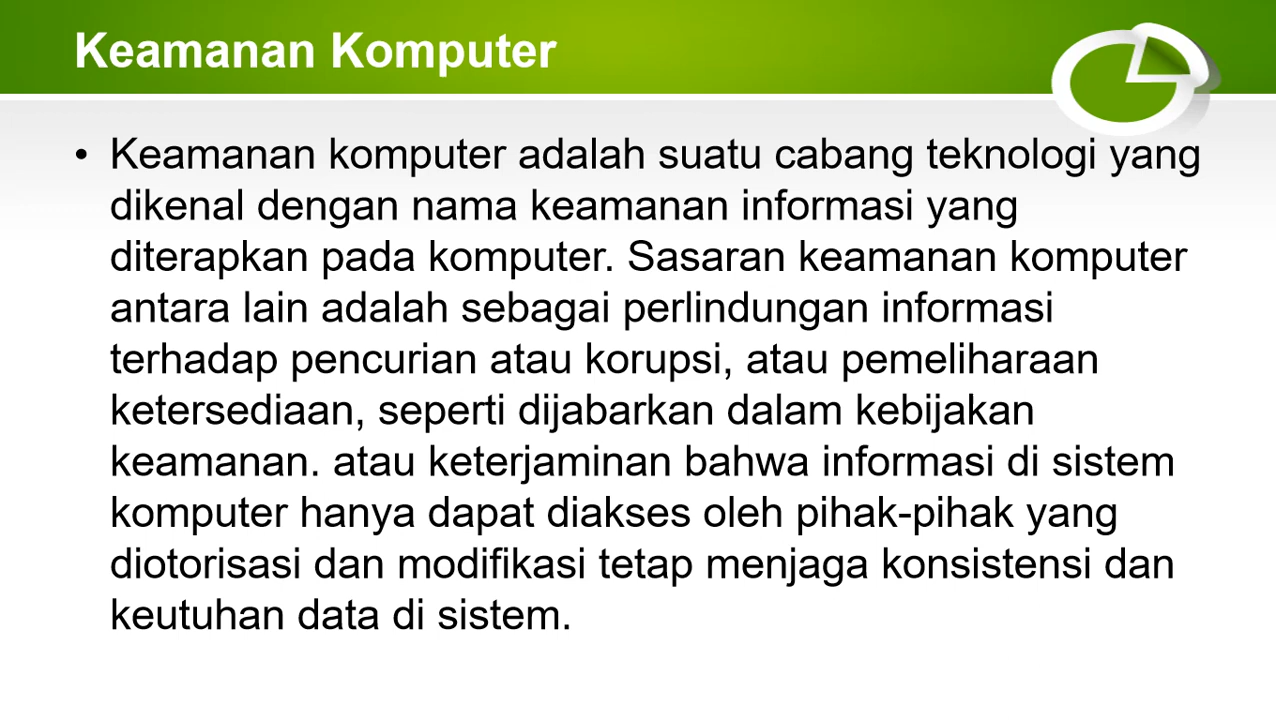 Keamanan Komputer
• Keamanan komputer adalah suatu cabang teknologi yang
dikenal dengan nama keamanan informasi yang
diterapkan pada komputer. Sasaran keamanan komputer
antara lain adalah sebagai perlindungan informasi
terhadap pencurian atau korupsi, atau pemeliharaan
ketersediaan, seperti dijabarkan dalam kebijakan
keamanan. atau keterjaminan bahwa informasi di sistem
komputer hanya dapat diakses oleh pihak-pihak yang
diotorisasi dan modifikasi tetap menjaga konsistensi dan
keutuhan data di sistem.